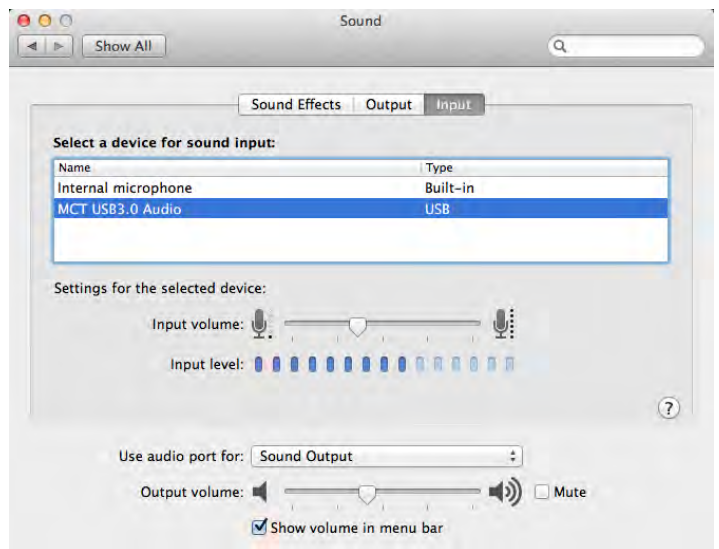 Sound
Show All
Sound Effects Output Input
Select a device for sound input:
Name Type
Internal microphone Built-in
MCT USB3.0 Audio USB
Settings for the selected device:
Input volume:
Input level:
?
Use audio port for: Sound Output
Output volume: Mute
Show volume in menu bar